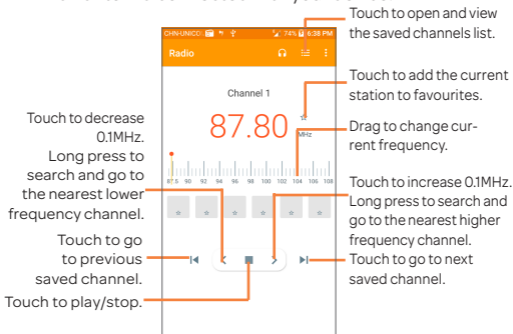 Touch to open and view
the saved channels list.
CHN-UNICO 74% 6:38 PM
Radio
Channel 1
87.80
MHz
87.5 90 92 94 96 98 100 102 104 106 108
Touch to add the current
station to favourites.
Drag to change cur-
rent frequency.
Touch to decrease
0.1MHz.
Long press to
search and go to
the nearest lower
frequency channel.
Touch to increase 0.1MHz.
Long press to search and
go to the nearest higher
frequency channel.
Touch to go
to previous
saved channel.
Touch to go to next
saved channel.
Touch to play/stop.